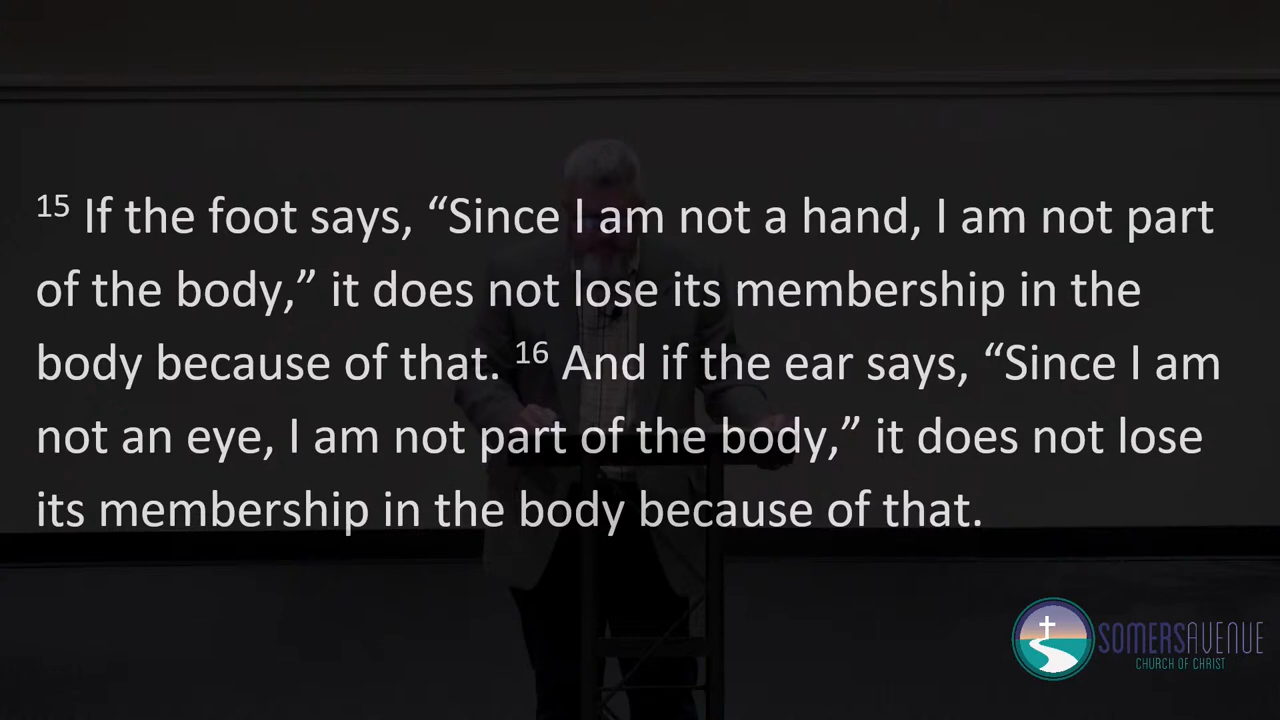 15 If the foot says, “Since I am not a hand, I am not part
of the body,” it does not lose its membership in the
body because of that. 16 And if the ear says, “Since I am
not an eye, I am not part of the body,” it does not lose
its membership in the body because of that.
SOMERSAVENUE
CHURCH OF CHRIST